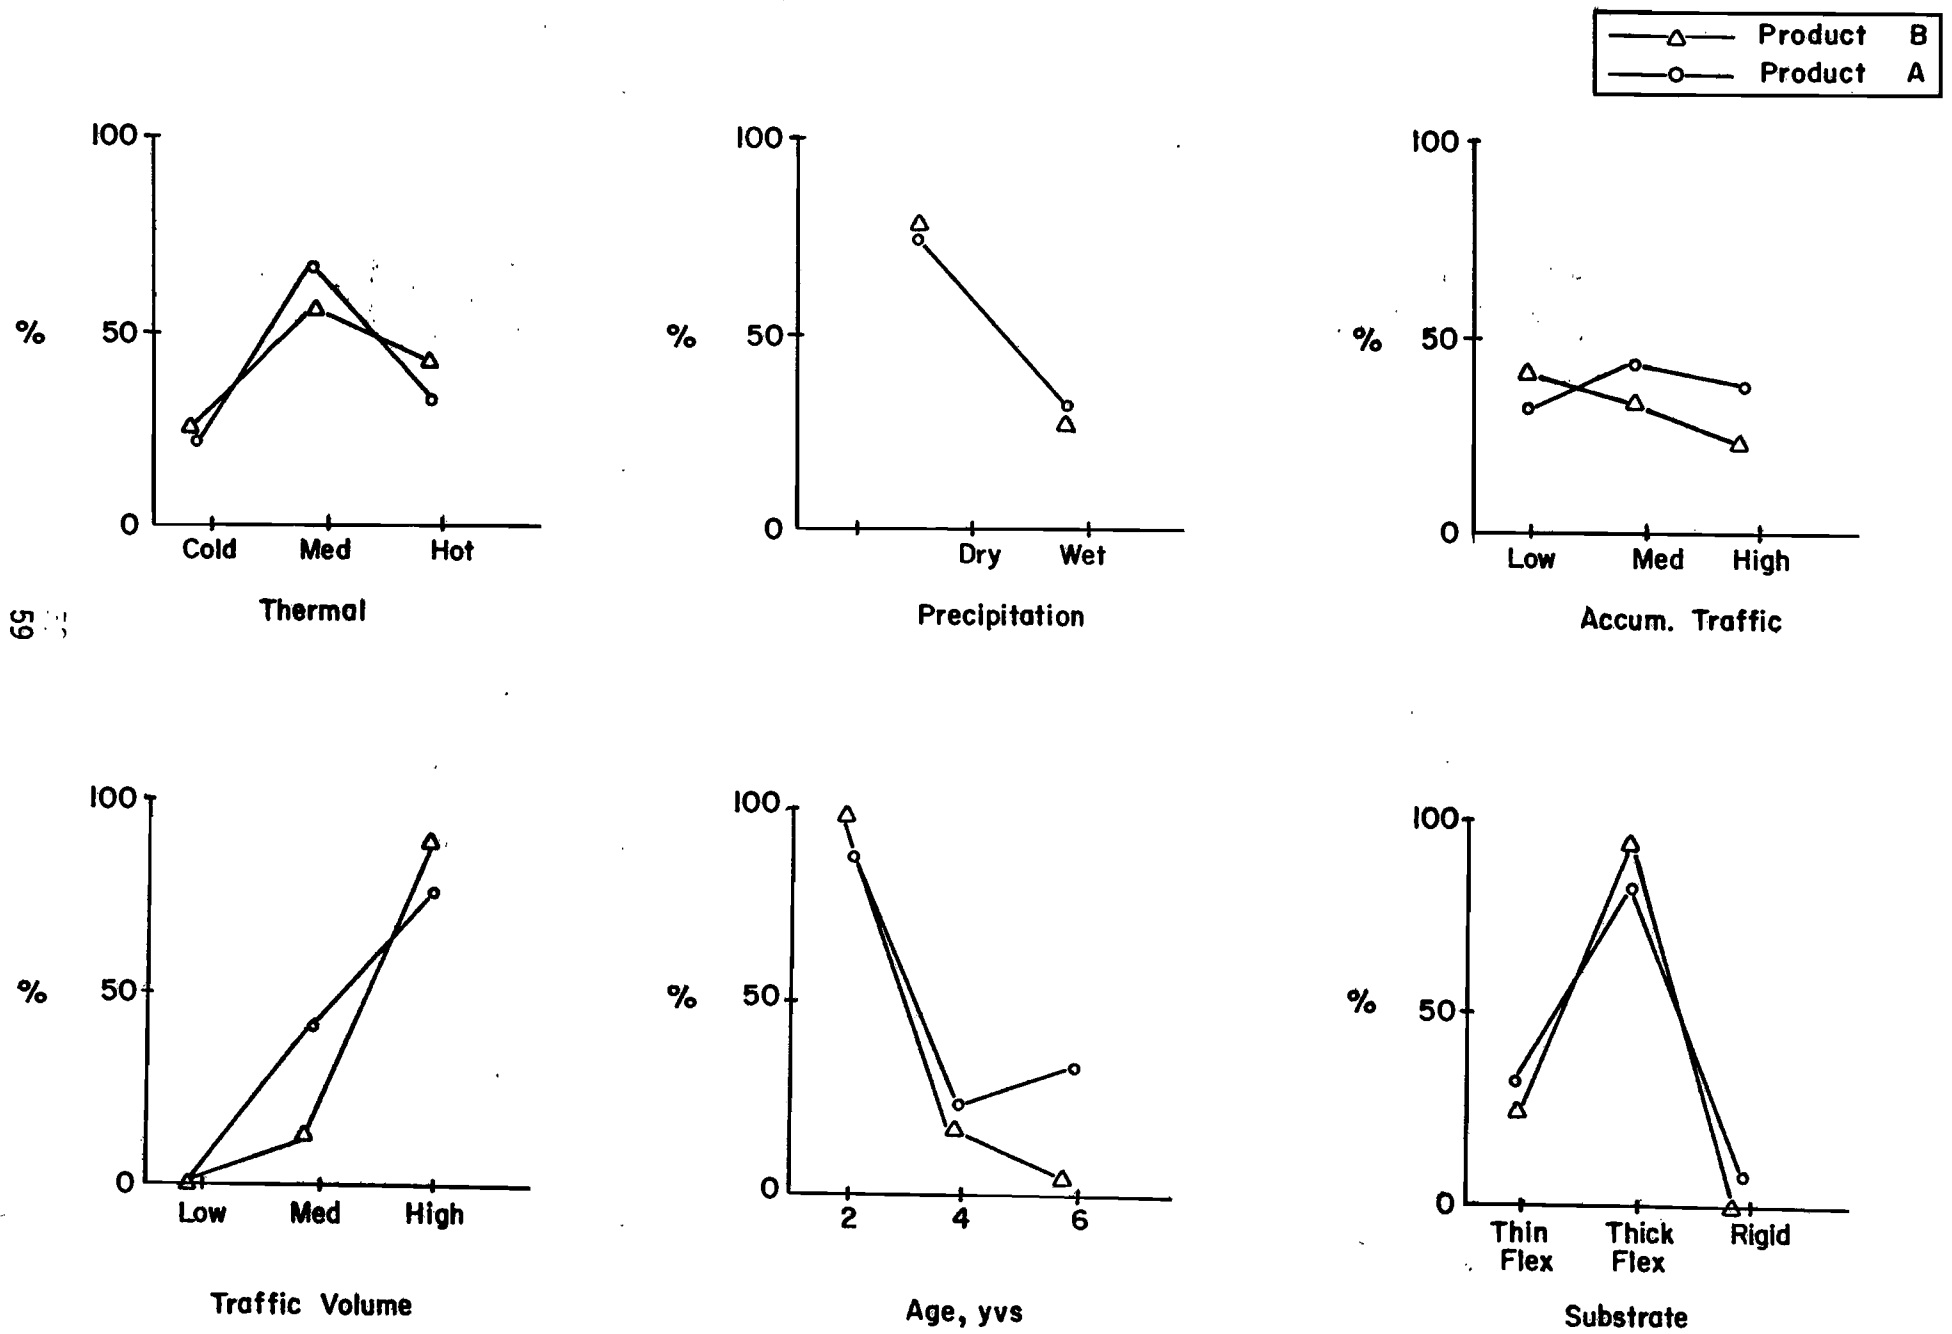 Product B
Product A
100
%
50
0
Cold Med Hot
Thermal
100
%
50
0
Dry Wet
Precipitation
100
%
50
0
Low Med High
Accum. Traffic
59
100
%
50
0
Low Med High
Traffic Volume
100
%
50
0
2 4 6
Age, yvs
100
%
50
0
Thin Thick Rigid
Flex Flex
Substrate